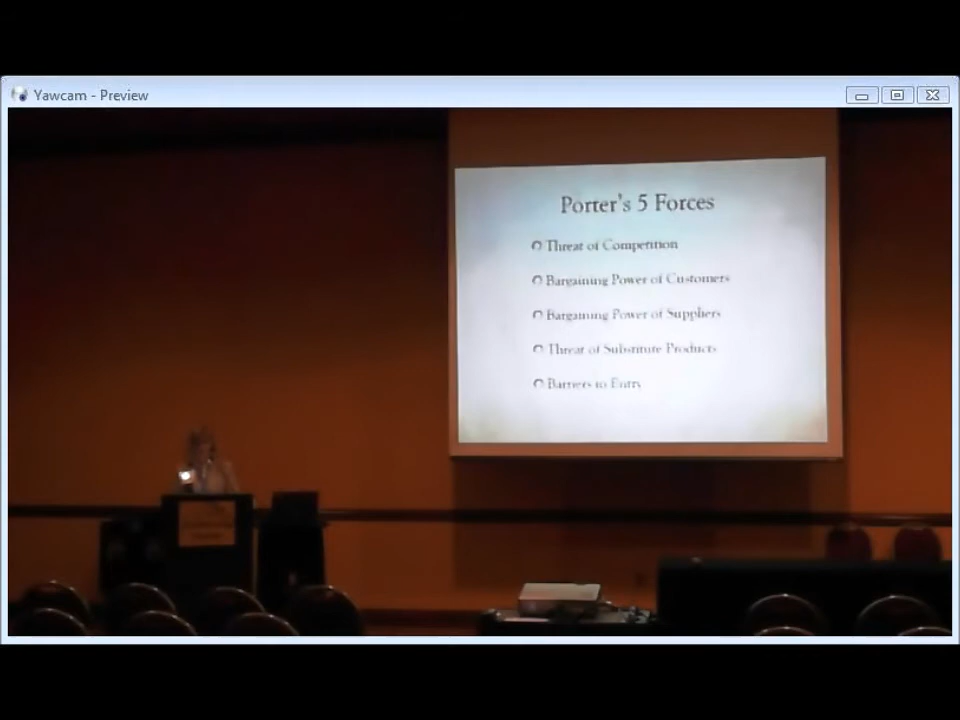 Yawcam - Preview
Porter's 5 Forces
Threat of Competition
Bargaining Power of Customers
Bargaining Power of Suppliers
Threat of Substitute Products
Barriers to Entry